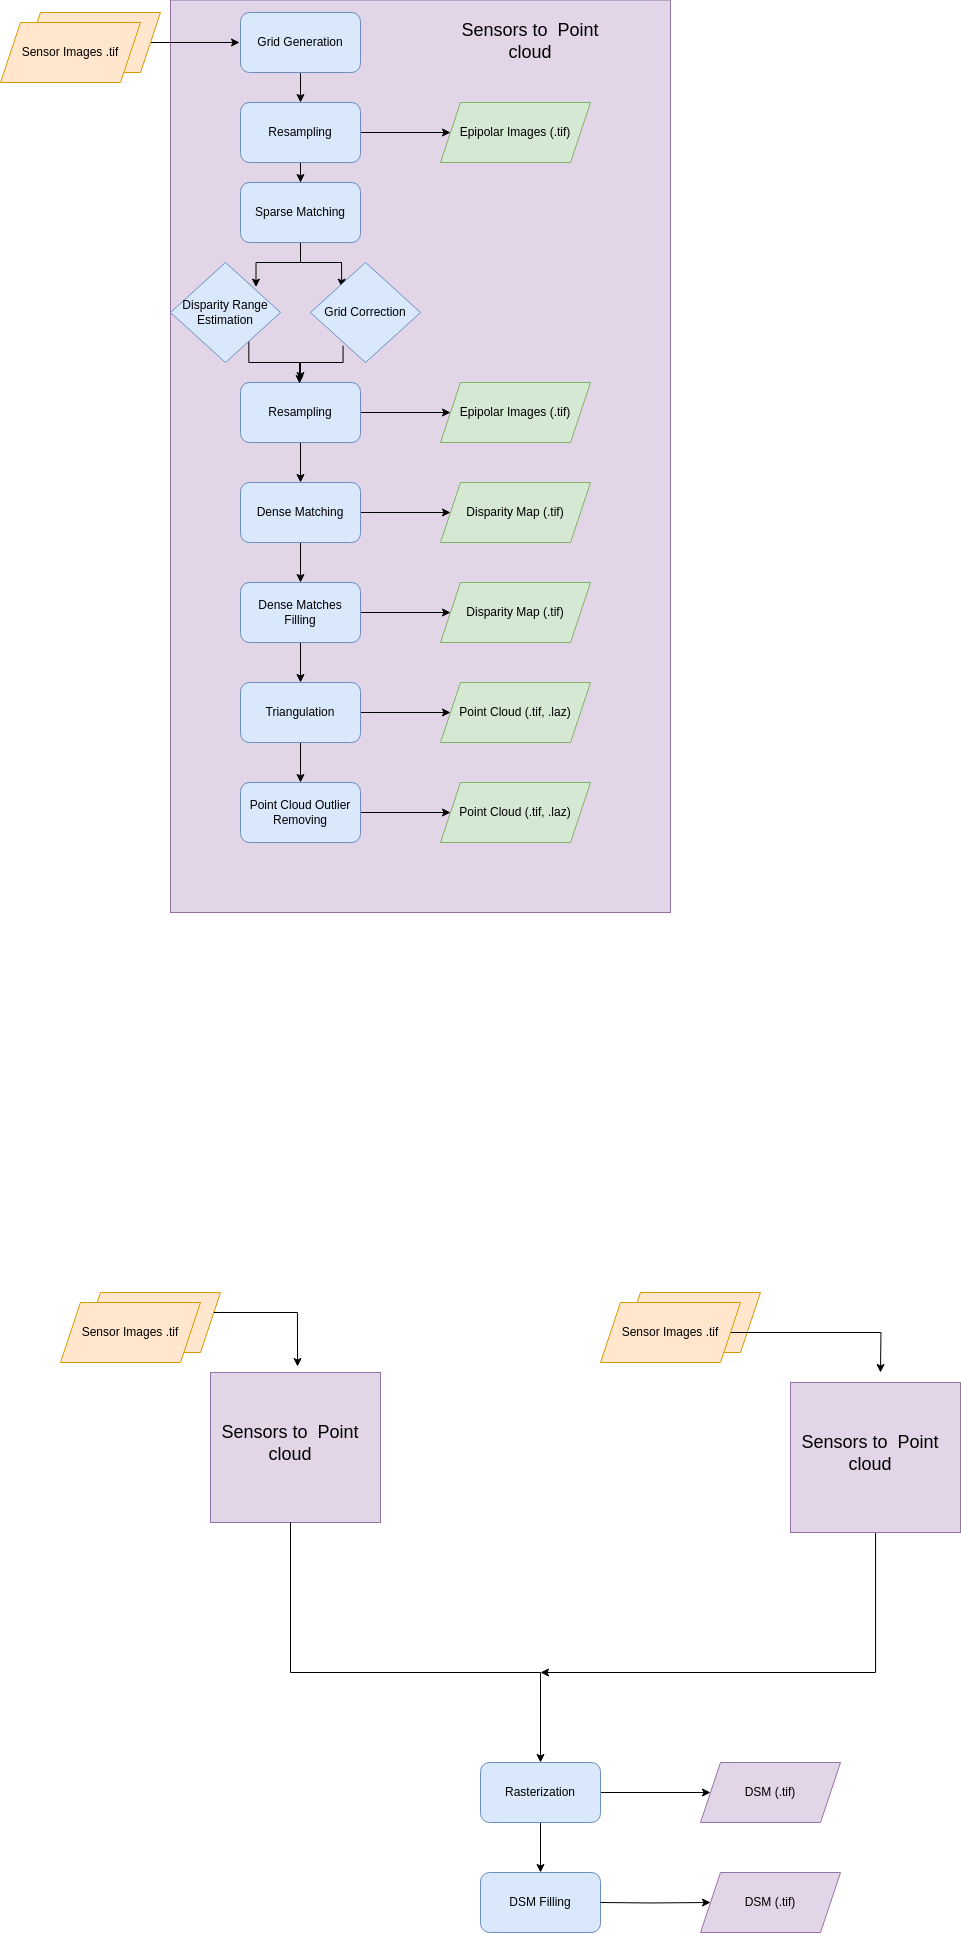 Sensor Images .tif
Grid Generation
Sensors to  Point
cloud
Resampling
Epipolar Images (.tif)
Sparse Matching
Disparity Range
Estimation
Grid Correction
Resampling
Epipolar Images (.tif)
Dense Matching
Disparity Map (.tif)
Dense Matches
Filling
Disparity Map (.tif)
Triangulation
Point Cloud (.tif, .laz)
Point Cloud Outlier
Removing
Point Cloud (.tif, .laz)
Sensor Images .tif
Sensor Images .tif
Sensors to  Point
cloud
Sensors to  Point
cloud
Rasterization
DSM (.tif)
DSM Filling
DSM (.tif)